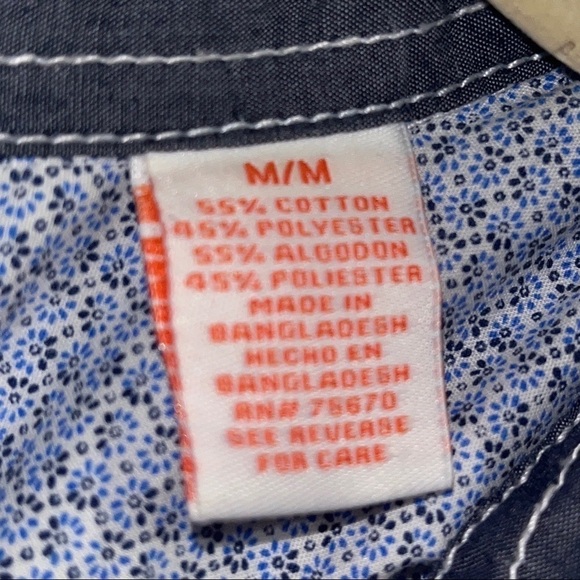 M/M
55% COTTON
45% POLYESTER
55% ALGODON
45% POLIESTER
MADE IN
BANGLADESH
HECHO EN
BANGLADESH
RN# 75670
SEE REVERSE
FOR CARE